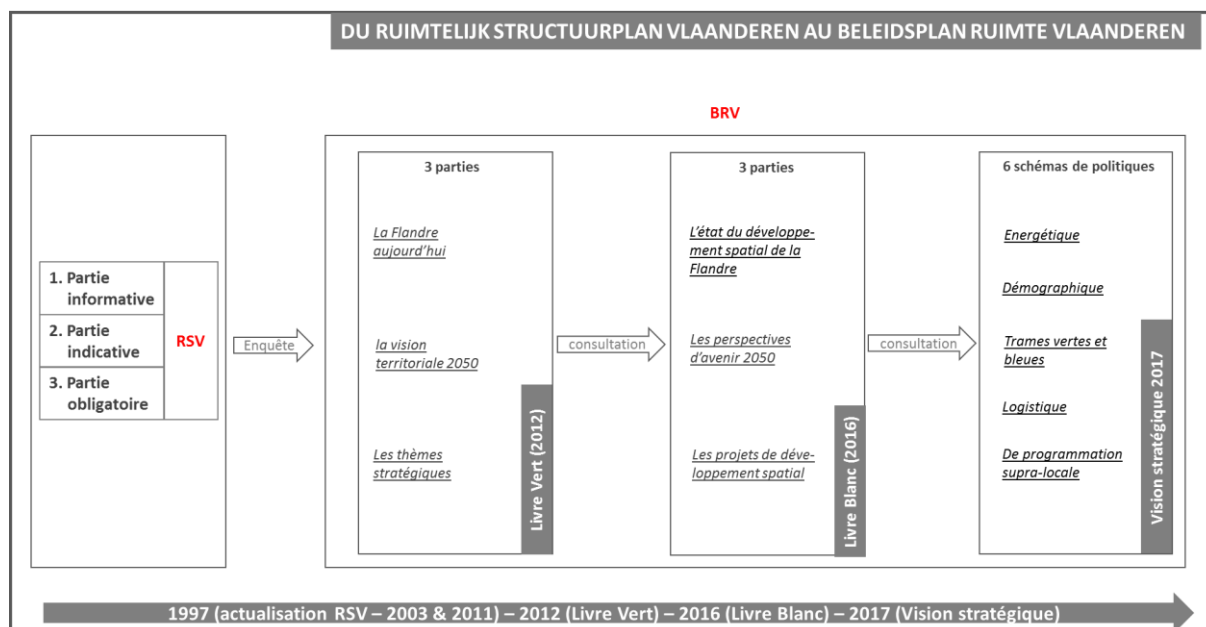 DU RUIMTELIJK STRUCTUURPLAN VLAANDEREN AU BELEIDSPLAN RUIMTE VLAANDEREN
BRV
1. Partie
informative
2. Partie
indicative
3. Partie
obligatoire
RSV
Enquête
3 parties
La Flandre
aujourd'hui
la vision
territoriale 2050
Les thèmes
stratégiques
Livre Vert (2012)
consultation
3 parties
L'état du développe-
ment spatial de la
Flandre
Les perspectives
d'avenir 2050
Les projets de déve-
loppement spatial
Livre Blanc (2016)
consultation
6 schémas de politiques
Energétique
Démographique
Trames vertes et
bleues
Logistique
De programmation
supra-locale
Vision stratégique 2017
1997 (actualisation RSV – 2003 & 2011) – 2012 (Livre Vert) – 2016 (Livre Blanc) – 2017 (Vision stratégique)